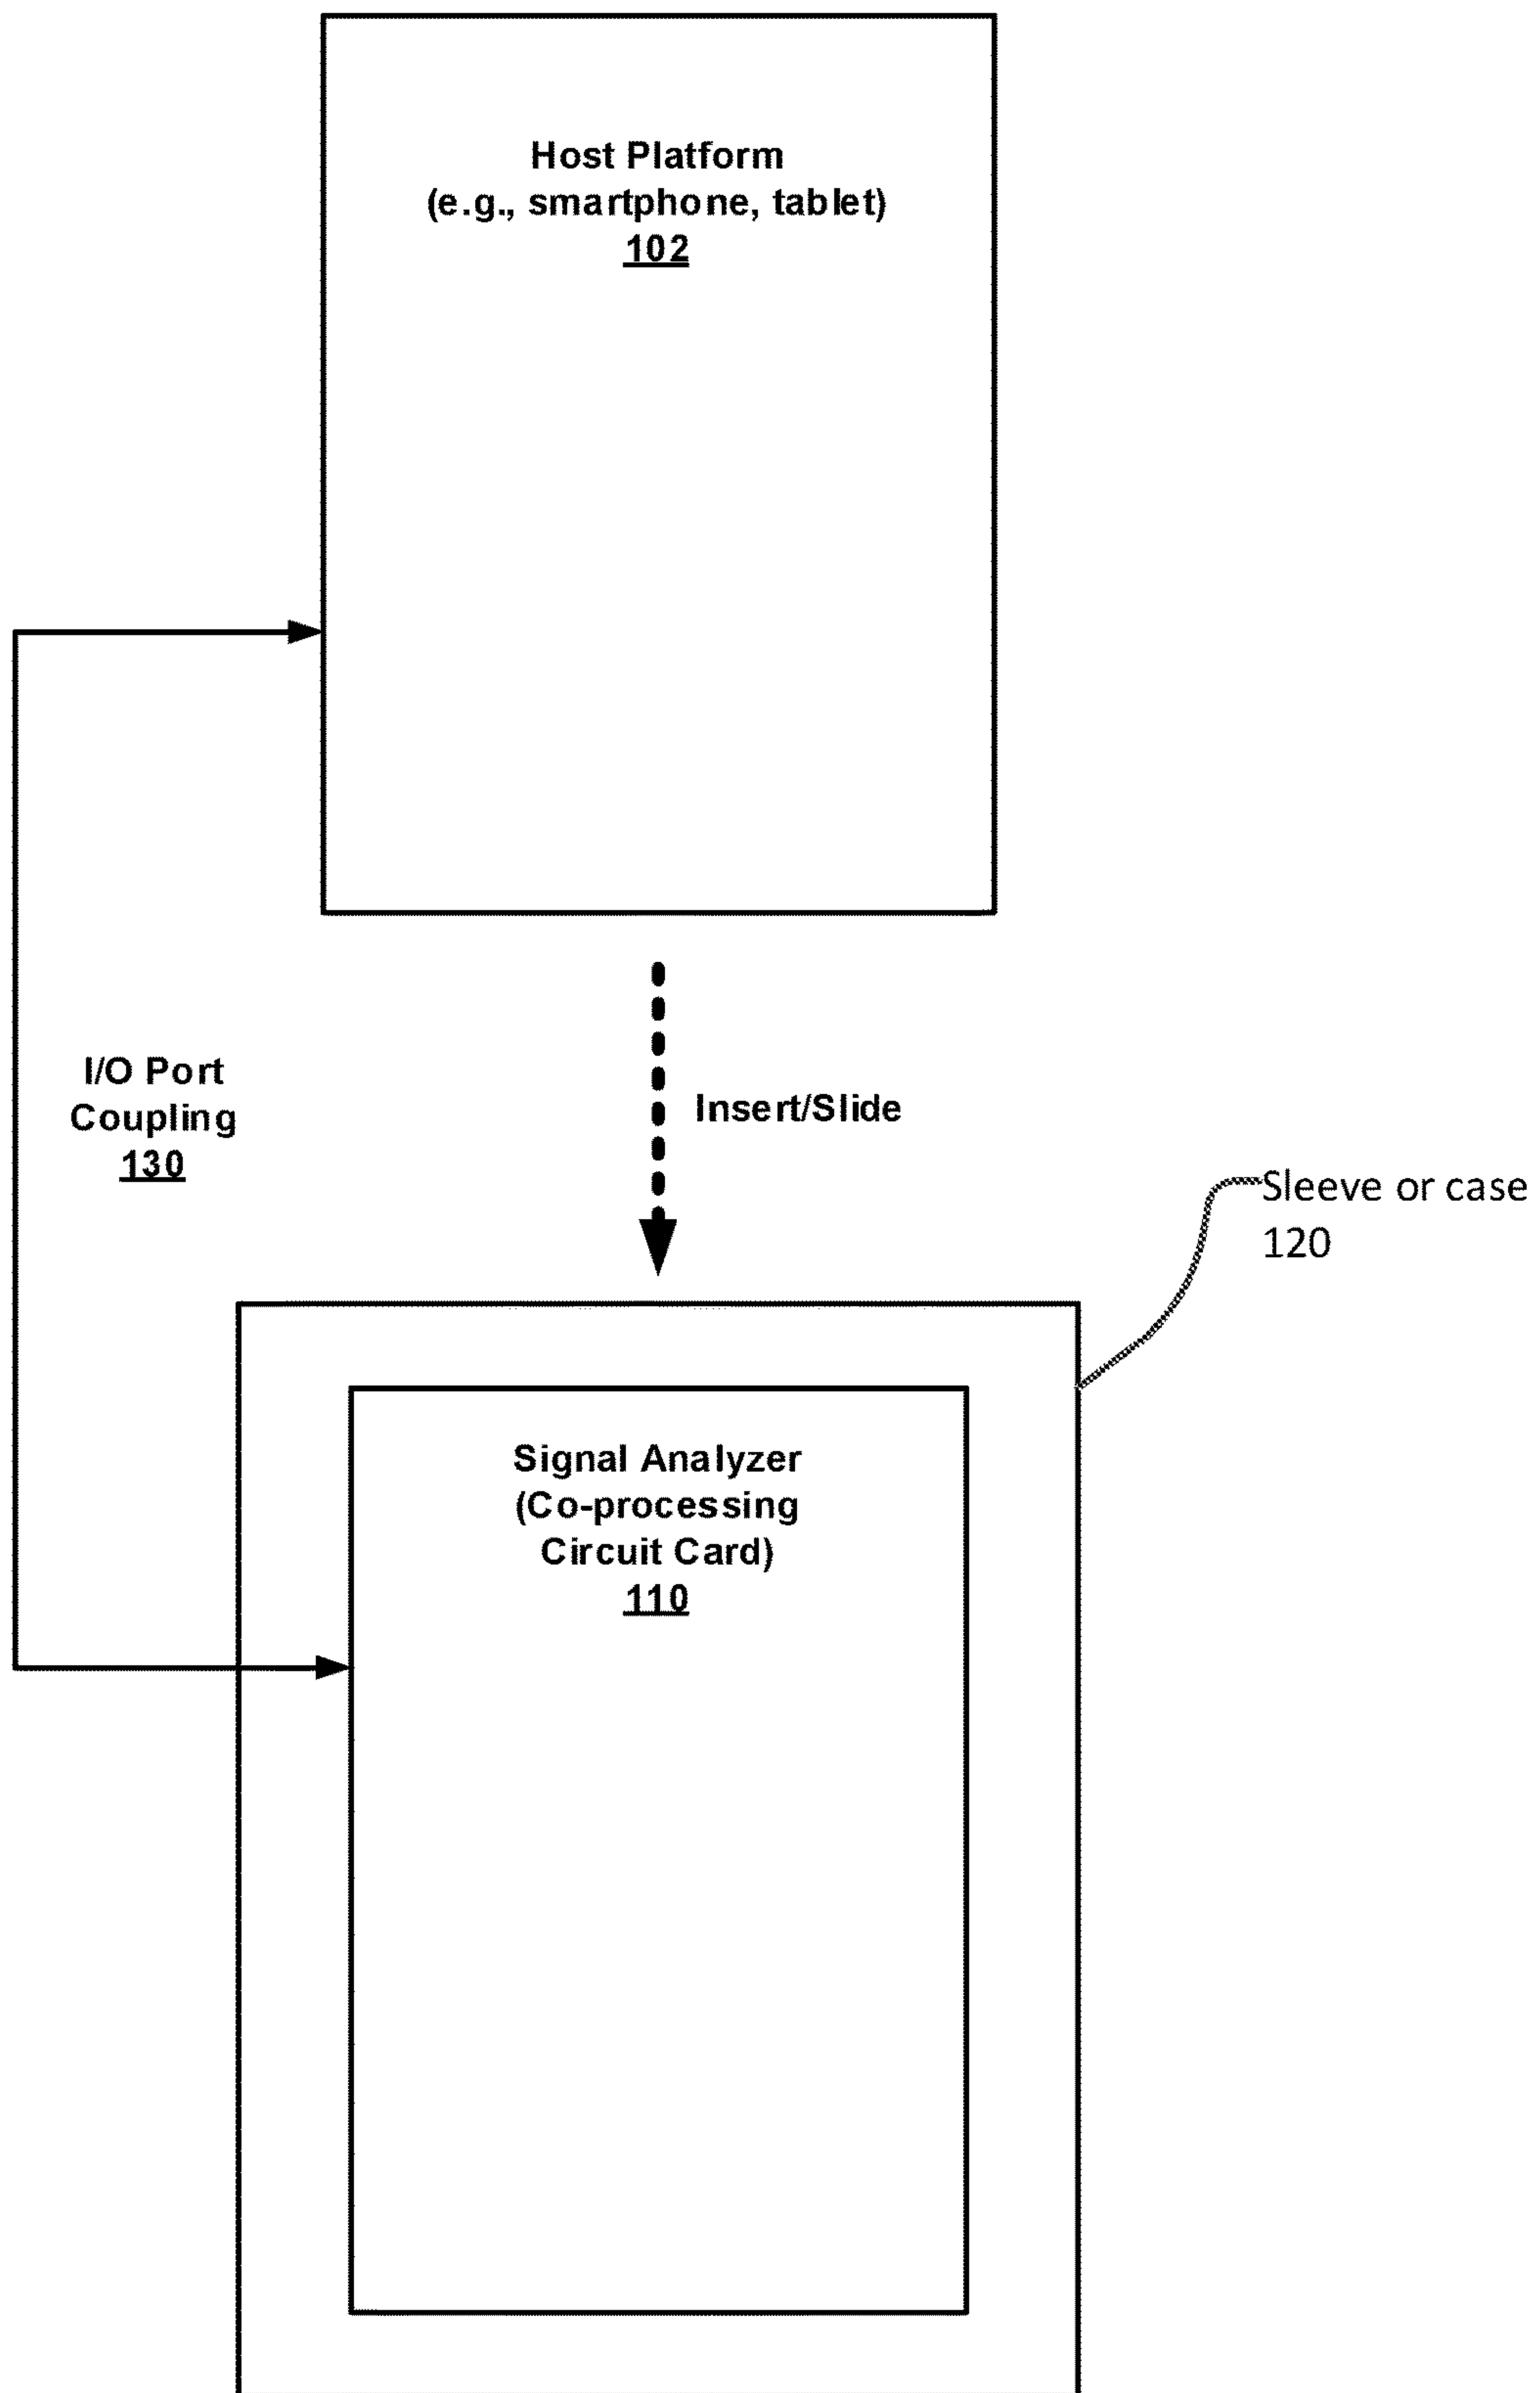 Host Platform
(e.g., smartphone, tablet)
102
I/O Port
Coupling
130
Insert/Slide
Sleeve or case
120
Signal Analyzer
(Co-processing
Circuit Card)
110